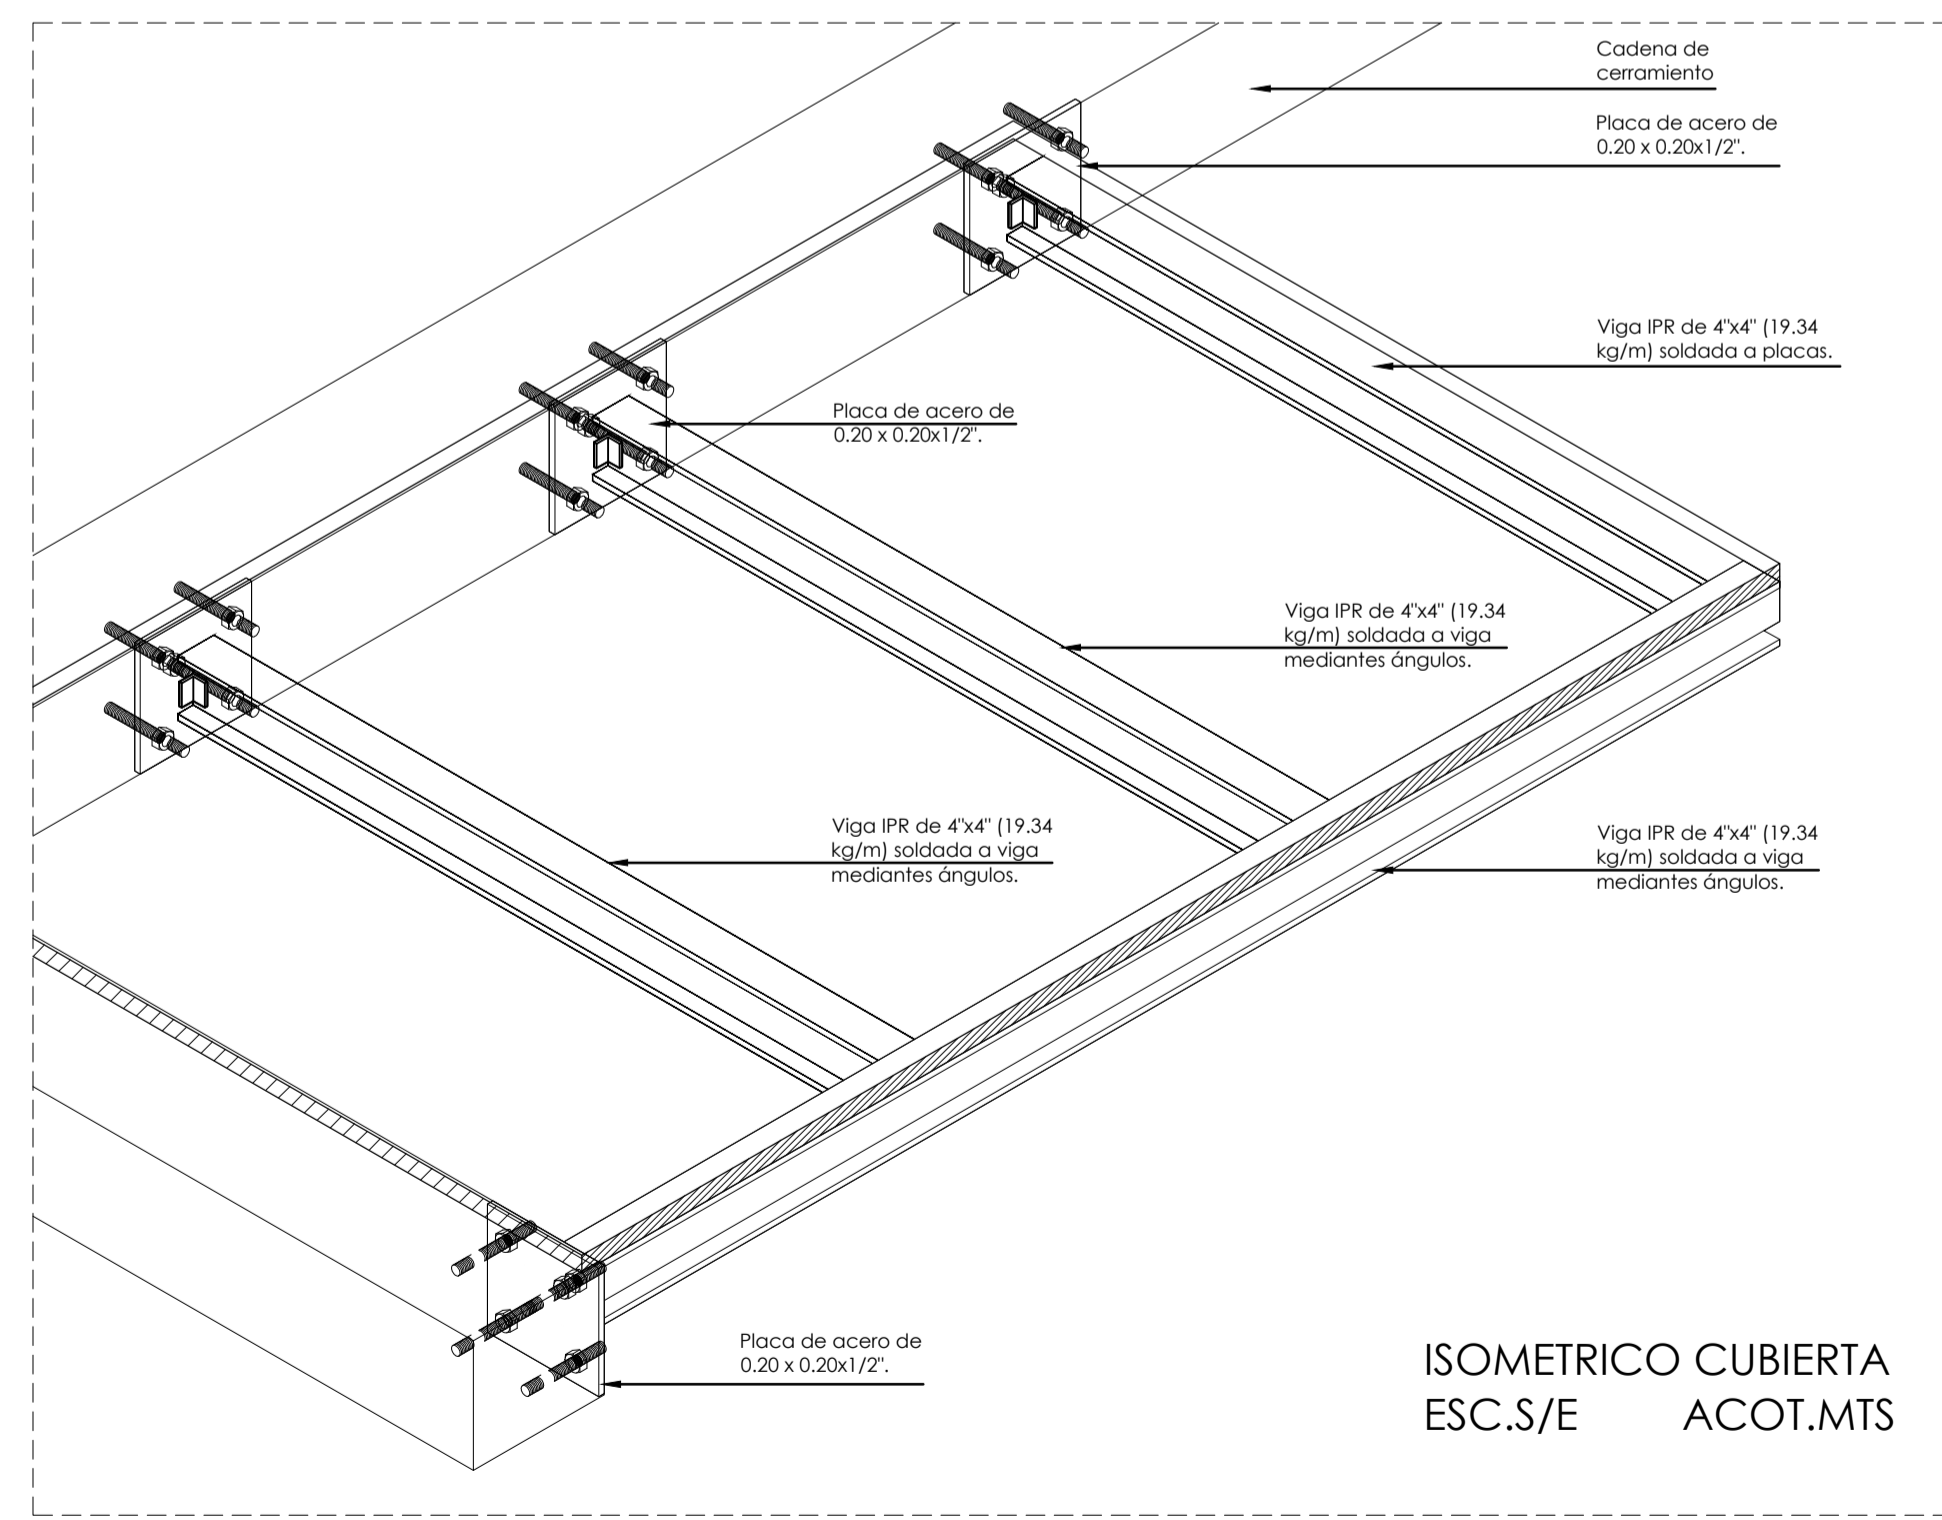 Cadena de
cerramiento
Placa de acero de
0.20 x 0.20x1/2".
Viga IPR de 4"x4" (19.34
kg/m) soldada a placas.
Placa de acero de
0.20 x 0.20x1/2".
Viga IPR de 4"x4" (19.34
kg/m) soldada a viga
mediantes ángulos.
Viga IPR de 4"x4" (19.34
kg/m) soldada a viga
mediantes ángulos.
Viga IPR de 4"x4" (19.34
kg/m) soldada a viga
mediantes ángulos.
Placa de acero de
0.20 x 0.20x1/2".
ISOMETRICO CUBIERTA
ESC.S/E ACOT.MTS